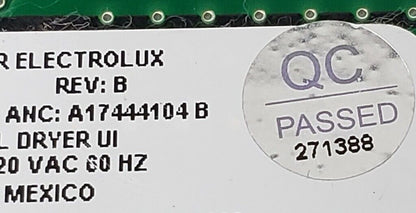 R ELECTROLUX
REV: B
ANC: A17444104 B
L DRYER UI
20 VAC 60 HZ
MEXICO
QC
PASSED
271388